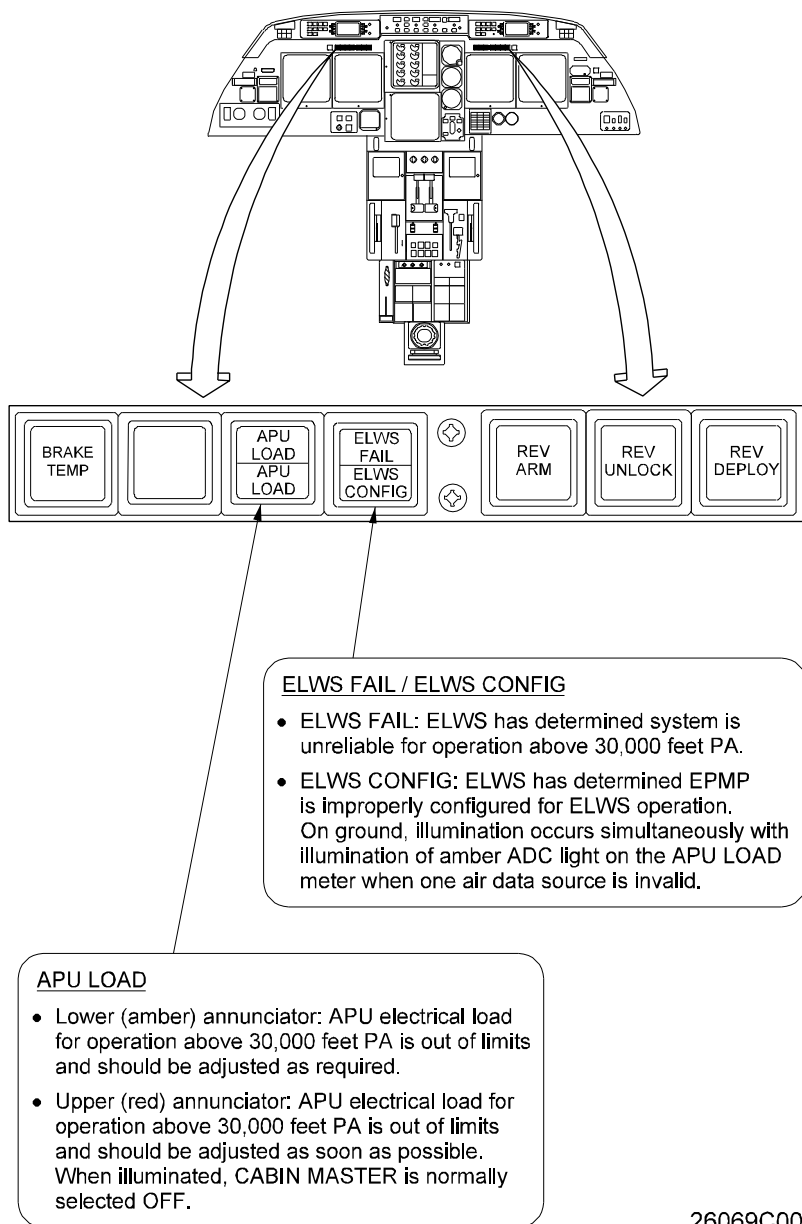 BRAKE
TEMP
APU
LOAD
APU
LOAD
ELWS
FAIL
ELWS
CONFIG
REV
ARM
REV
UNLOCK
REV
DEPLOY
ELWS FAIL / ELWS CONFIG
• ELWS FAIL: ELWS has determined system is
unreliable for operation above 30,000 feet PA.
• ELWS CONFIG: ELWS has determined EPMP
is improperly configured for ELWS operation.
On ground, illumination occurs simultaneously with
illumination of amber ADC light on the APU LOAD
meter when one air data source is invalid.
APU LOAD
• Lower (amber) annunciator: APU electrical load
for operation above 30,000 feet PA is out of limits
and should be adjusted as required.
• Upper (red) annunciator: APU electrical load for
operation above 30,000 feet PA is out of limits
and should be adjusted as soon as possible.
When illuminated, CABIN MASTER is normally
selected OFF.
26069C00